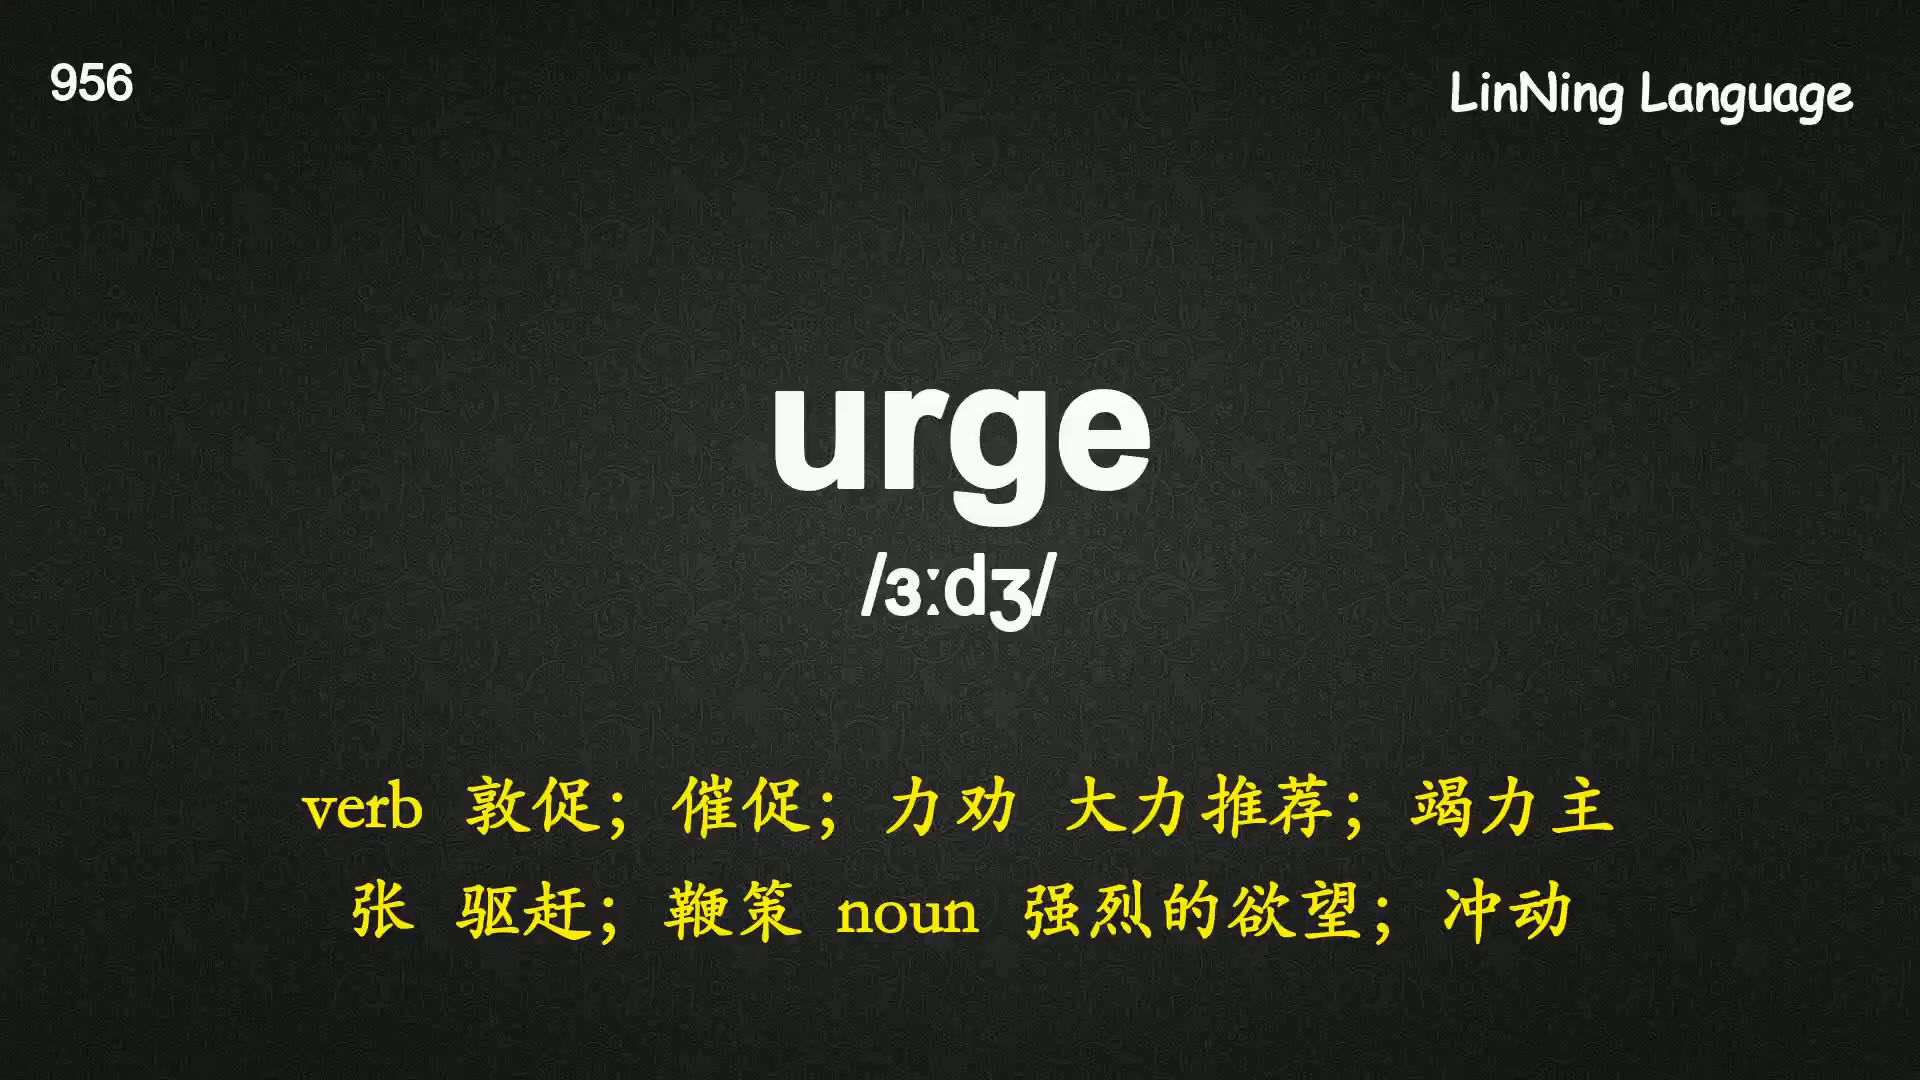 956
LinNing Language
urge
/ɜːdʒ/
verb 敦促；催促；力劝 大力推荐；竭力主
张 驱赶；鞭策 noun 强烈的欲望；冲动